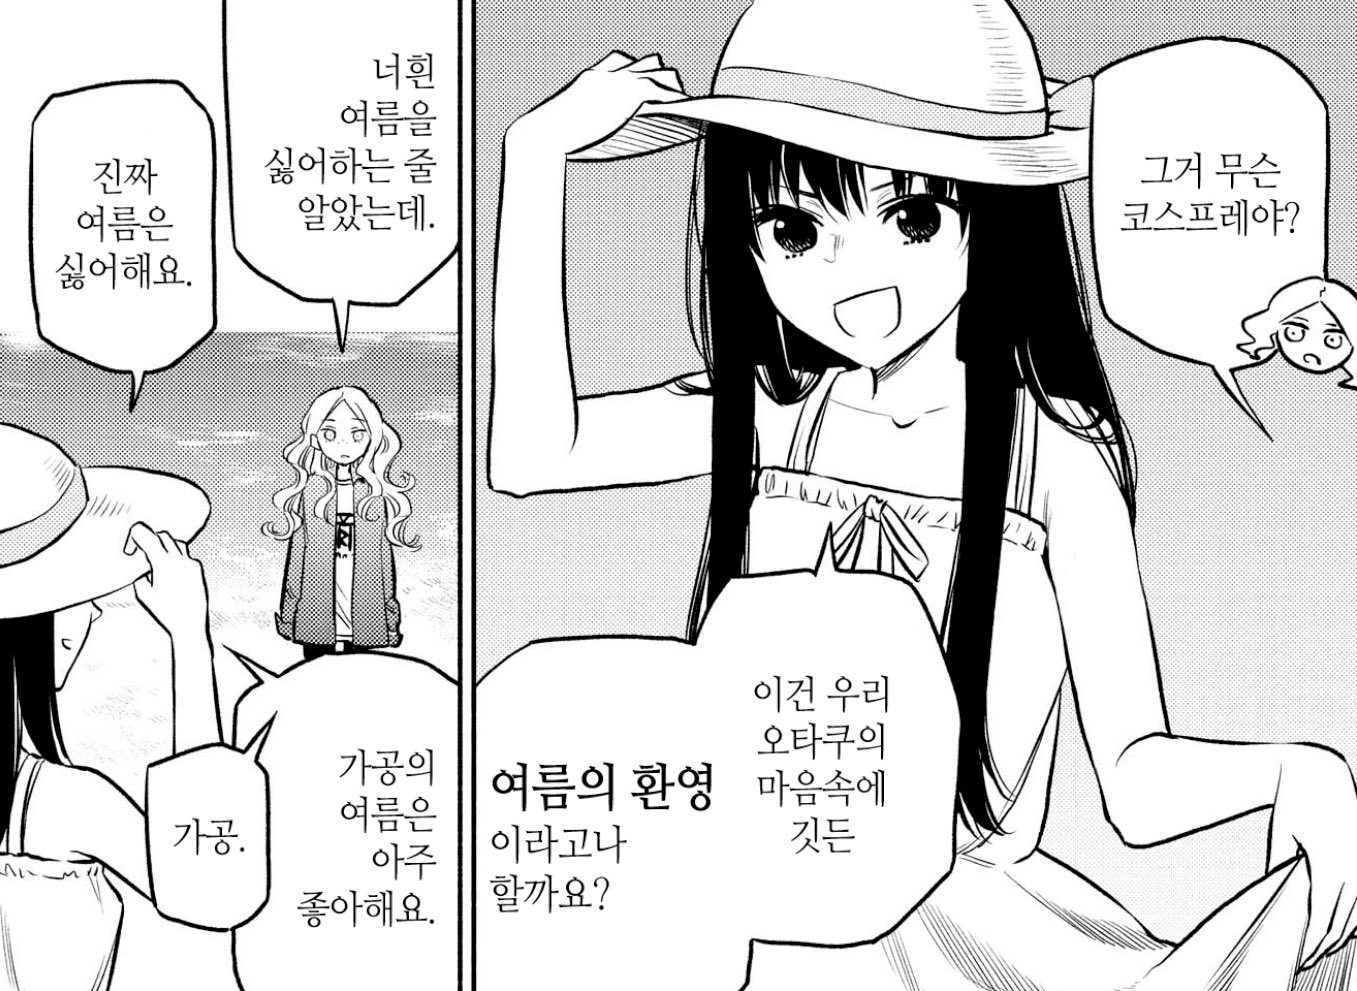 그거 무슨
코스프레야?
이건 우리
오타쿠의
마음속에
깃든
여름의 환영
이라고나
할까요?
너흰
여름을
싫어하는 줄
알았는데.
진짜
여름은
싫어해요.
가공의
여름은
아주
좋아해요.
가공.